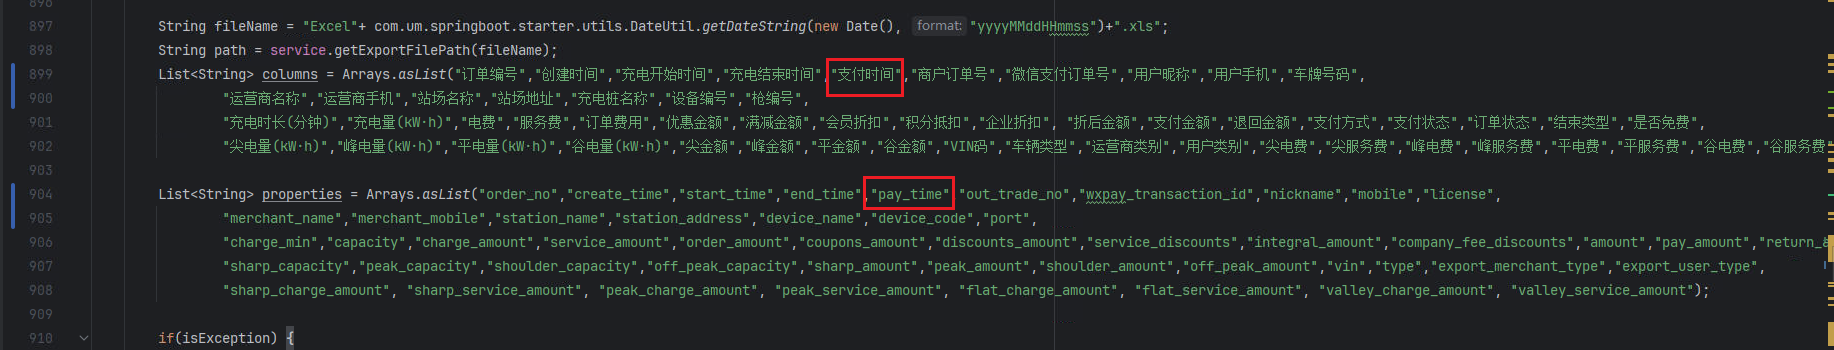 896
897 String fileName = "Excel"+ com.um.springboot.starter.utils.DateUtil.getDateString(new Date(), format: "yyyyMMddHHmmss")+".xls";
898 String path = service.getExportFilePath(fileName);
899 List<String> columns = Arrays.asList("订单编号","创建时间","充电开始时间","充电结束时间","支付时间","商户订单号","微信支付订单号","用户昵称","用户手机","车牌号码",
900 "运营商名称","运营商手机","站场名称","站场地址","充电桩名称","设备编号","枪编号",
901 "充电时长(分钟)","充电量(kW·h)","电费","服务费","订单费用","优惠金额","满减金额","会员折扣","积分抵扣","企业折扣", "折后金额","支付金额","退回金额","支付方式","支付状态","订单状态","结束类型","是否免费",
902 "尖电量(kW·h)","峰电量(kW·h)","平电量(kW·h)","谷电量(kW·h)","尖金额","峰金额","平金额","谷金额","VIN码","车辆类型","运营商类别","用户类别","尖电费","尖服务费","峰电费","峰服务费","平电费","平服务费","谷电费","谷服务费"
903
904 List<String> properties = Arrays.asList("order_no","create_time","start_time","end_time","pay_time","out_trade_no","wxpay_transaction_id","nickname","mobile","license",
905 "merchant_name","merchant_mobile","station_name","station_address","device_name","device_code","port",
906 "charge_min","capacity","charge_amount","service_amount","order_amount","coupons_amount","discounts_amount","service_discounts","integral_amount","company_fee_discounts","amount","pay_amount","return_
907 "sharp_capacity","peak_capacity","shoulder_capacity","off_peak_capacity","sharp_amount","peak_amount","shoulder_amount","off_peak_amount","vin","type","export_merchant_type","export_user_type",
908 "sharp_charge_amount", "sharp_service_amount", "peak_charge_amount", "peak_service_amount", "flat_charge_amount", "flat_service_amount", "valley_charge_amount", "valley_service_amount");
909
910 if(isException) {